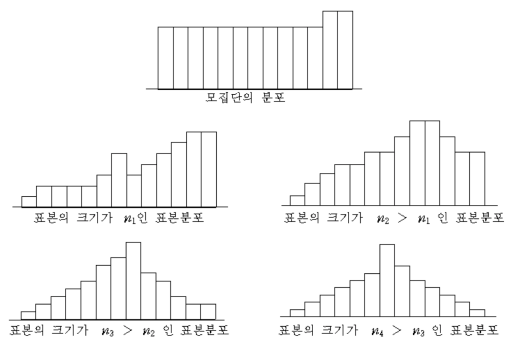 모집단의 분포
표본의 크기가 n₁인 표본분포
표본의 크기가 n₂ > n₁ 인 표본분포
표본의 크기가 n₃ > n₂ 인 표본분포
표본의 크기가 n₄ > n₃ 인 표본분포